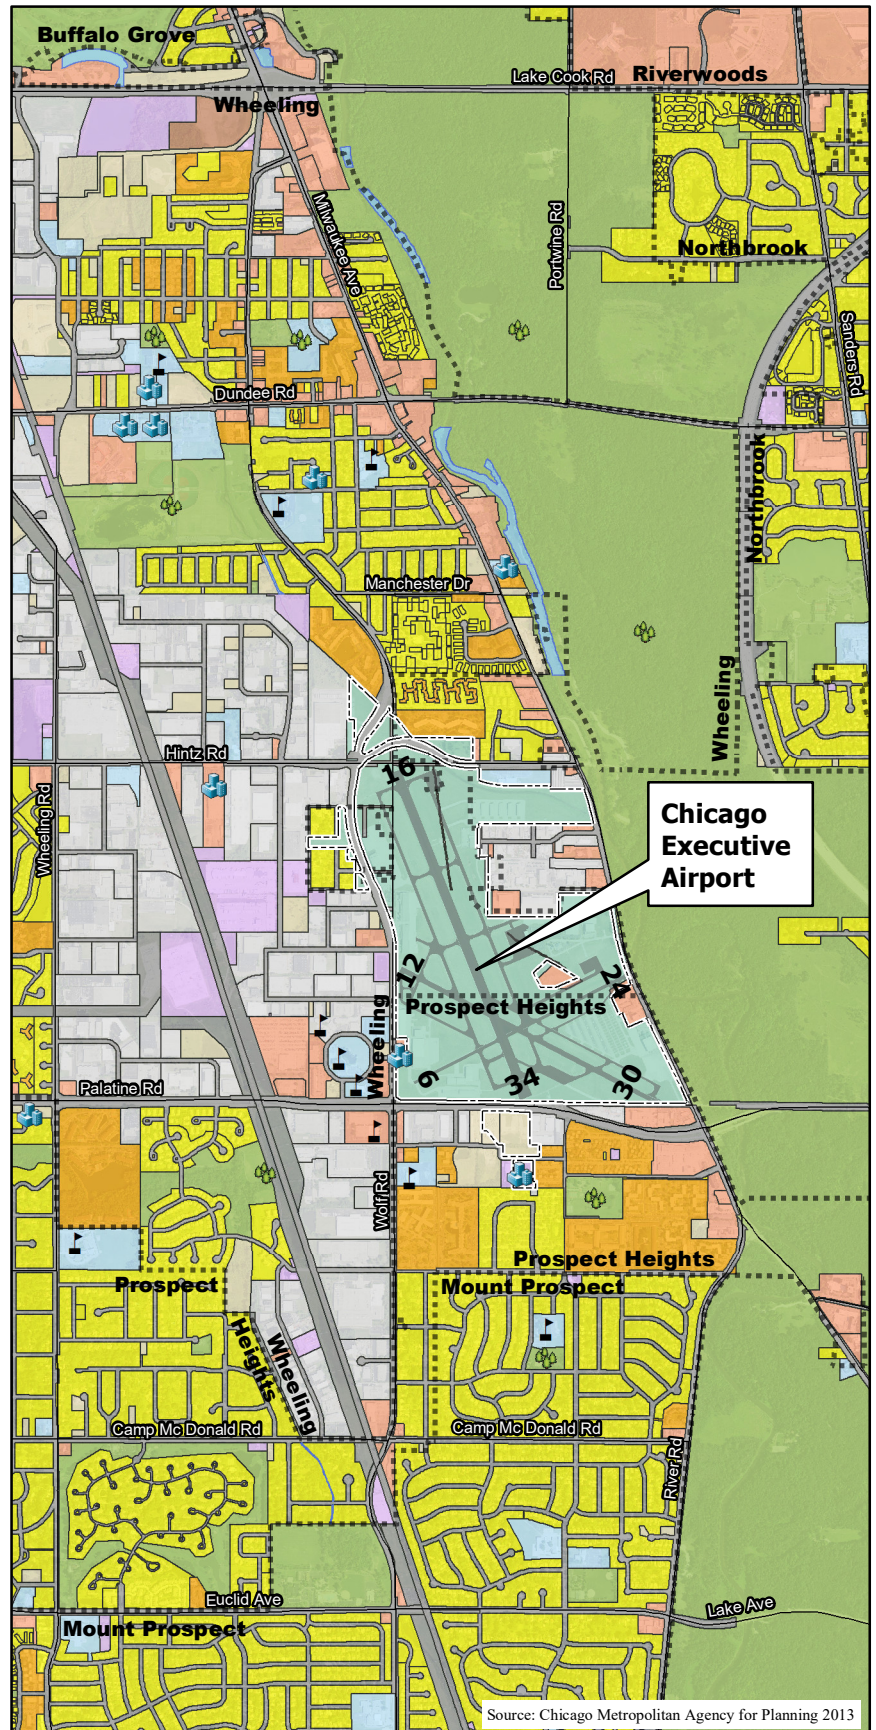 Buffalo Grove
Lake Cook Rd
Riverwoods
Wheeling
Milwaukee Ave
Portwine Rd
Northbrook
Sanders Rd
Dundee Rd
Northbrook
Manchester Dr
Wheeling
Hintz Rd
16
Wheeling Rd
Chicago
Executive
Airport
12
24
Prospect Heights
Wheeling
6
34
30
Palatine Rd
Wolf Rd
Prospect Heights
Prospect
Mount Prospect
Heights
Wheeling
Camp Mc Donald Rd
Camp Mc Donald Rd
River Rd
Euclid Ave
Lake Ave
Mount Prospect
Source: Chicago Metropolitan Agency for Planning 2013